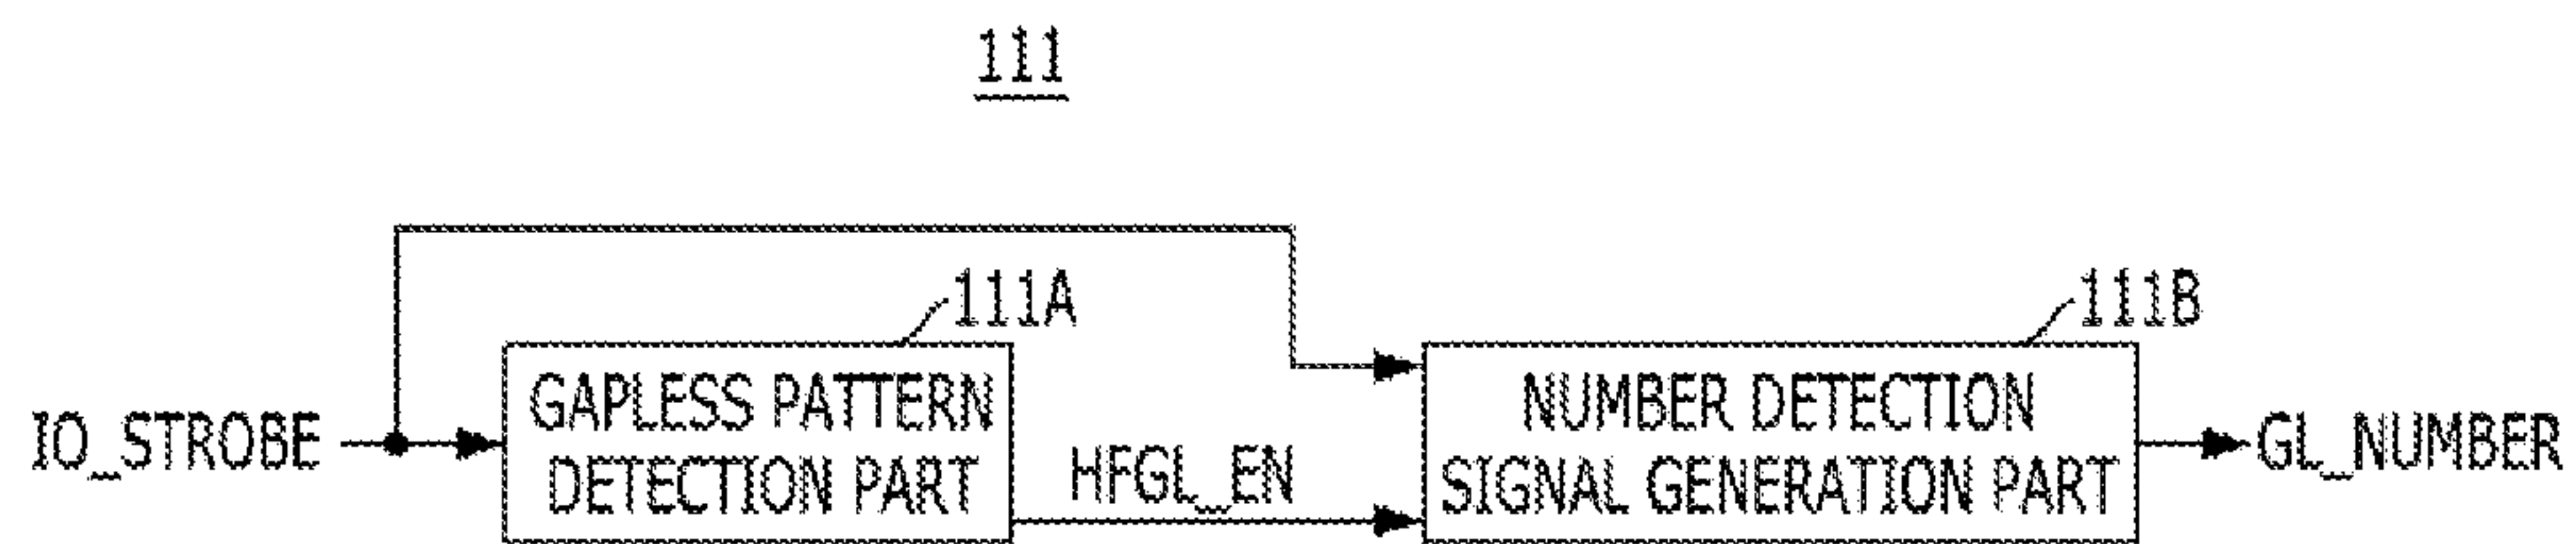 111
111A
111B
IO_STROBE
GAPLESS PATTERN
DETECTION PART
HFGL_EN
NUMBER DETECTION
SIGNAL GENERATION PART
GL_NUMBER